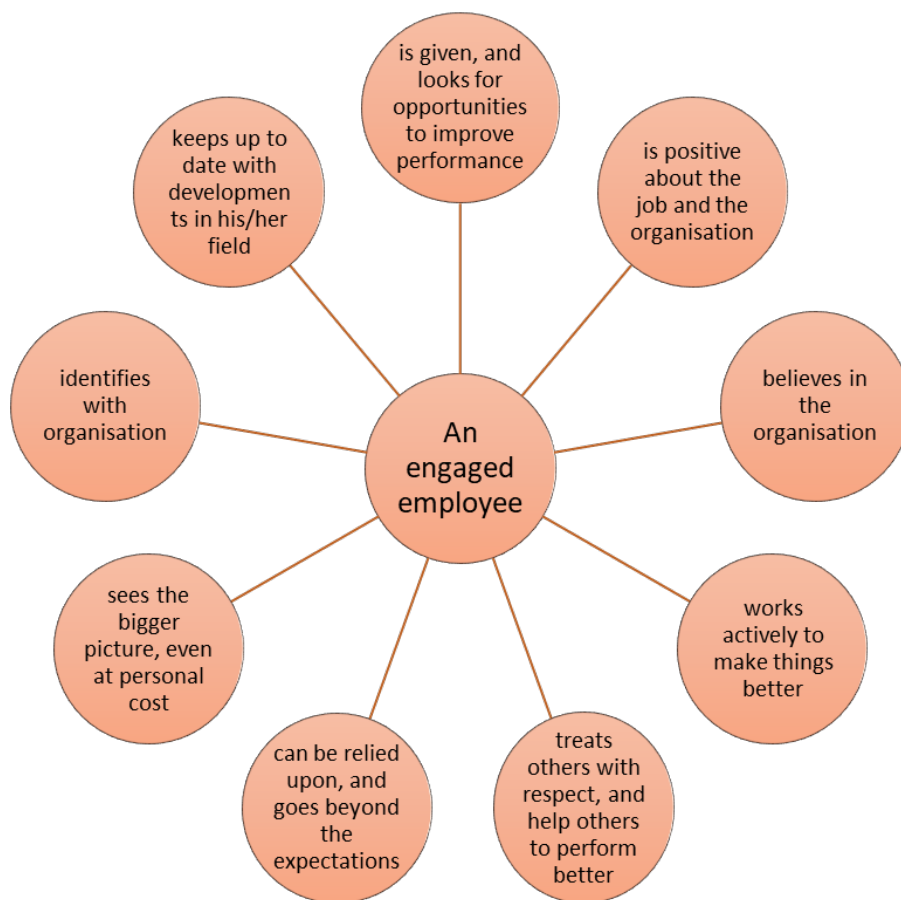 is given, and
looks for
opportunities
to improve
performance
is positive
about the
job and the
organisation
believes in
the
organisation
works
actively to
make things
better
treats
others with
respect, and
help others
to perform
better
can be relied
upon, and
goes beyond
the
expectations
sees the
bigger
picture, even
at personal
cost
identifies
with
organisation
keeps up to
date with
developmen
ts in his/her
field
An
engaged
employee